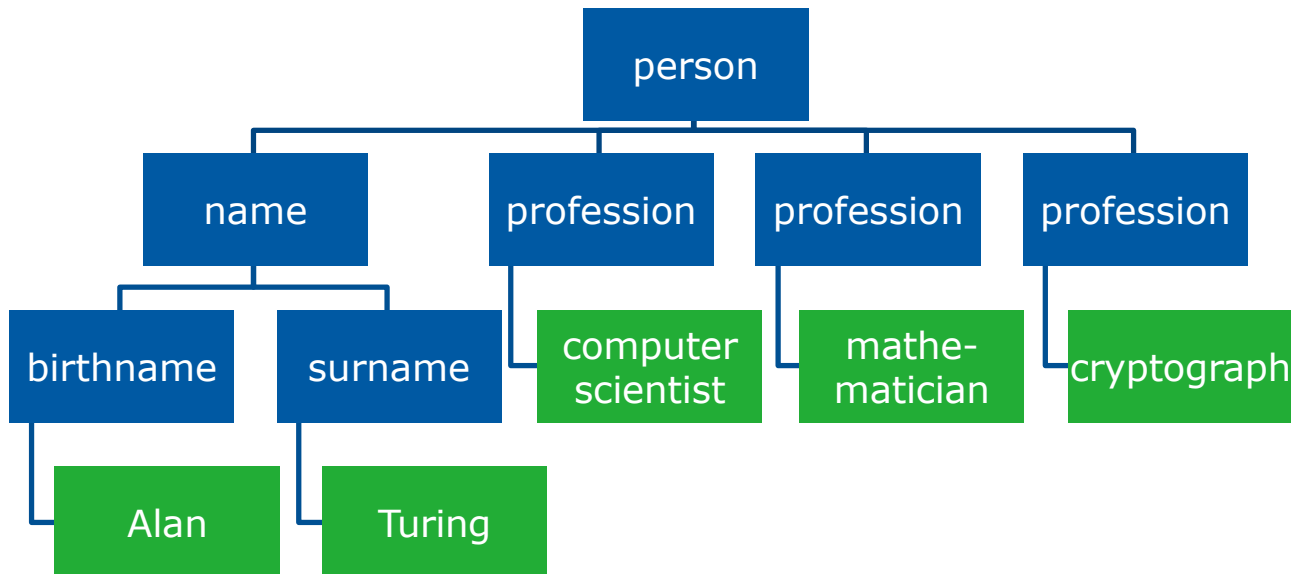 person
name
profession
profession
profession
birthname
surname
computer
scientist
mathe-
matician
cryptograph
Alan
Turing